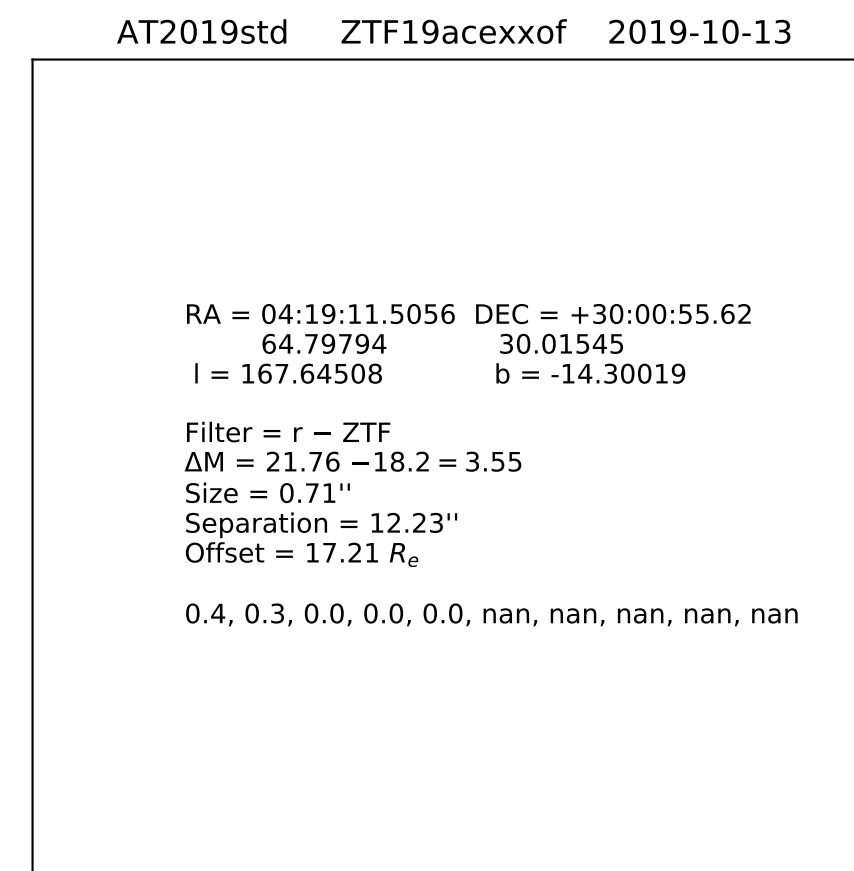 AT2019std ZTF19acexxof 2019-10-13
RA = 04:19:11.5056 DEC = +30:00:55.62
64.79794 30.01545
l = 167.64508 b = -14.30019
Filter = r − ZTF
ΔM = 21.76 −18.2 = 3.55
Size = 0.71''
Separation = 12.23''
Offset = 17.21 Re
0.4, 0.3, 0.0, 0.0, 0.0, nan, nan, nan, nan, nan